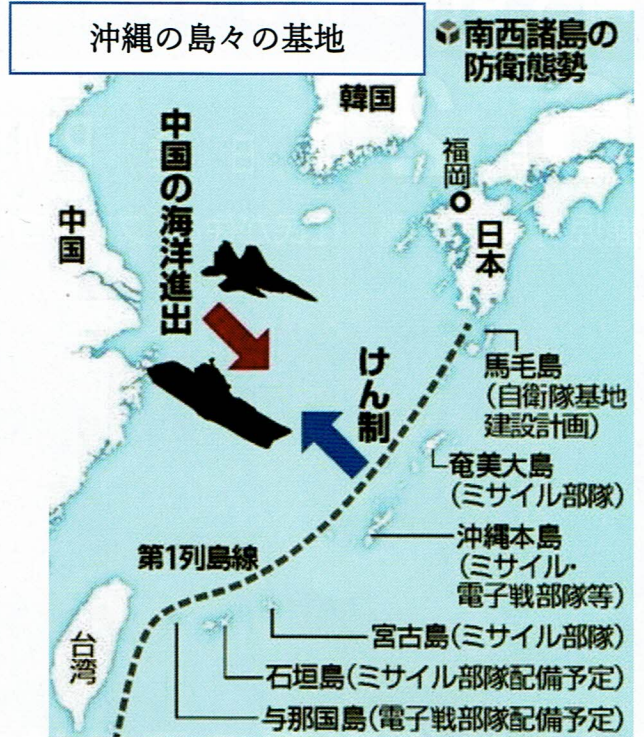 沖縄の島々の基地
南西諸島の
防衛態勢
韓国
中国の海洋進出
中国
福岡
日本
けん制
馬毛島
(自衛隊基地
建設計画)
奄美大島
(ミサイル部隊)
沖縄本島
(ミサイル・
電子戦部隊等)
第1列島線
宮古島(ミサイル部隊)
台湾
石垣島(ミサイル部隊配備予定)
与那国島(電子戦部隊配備予定)